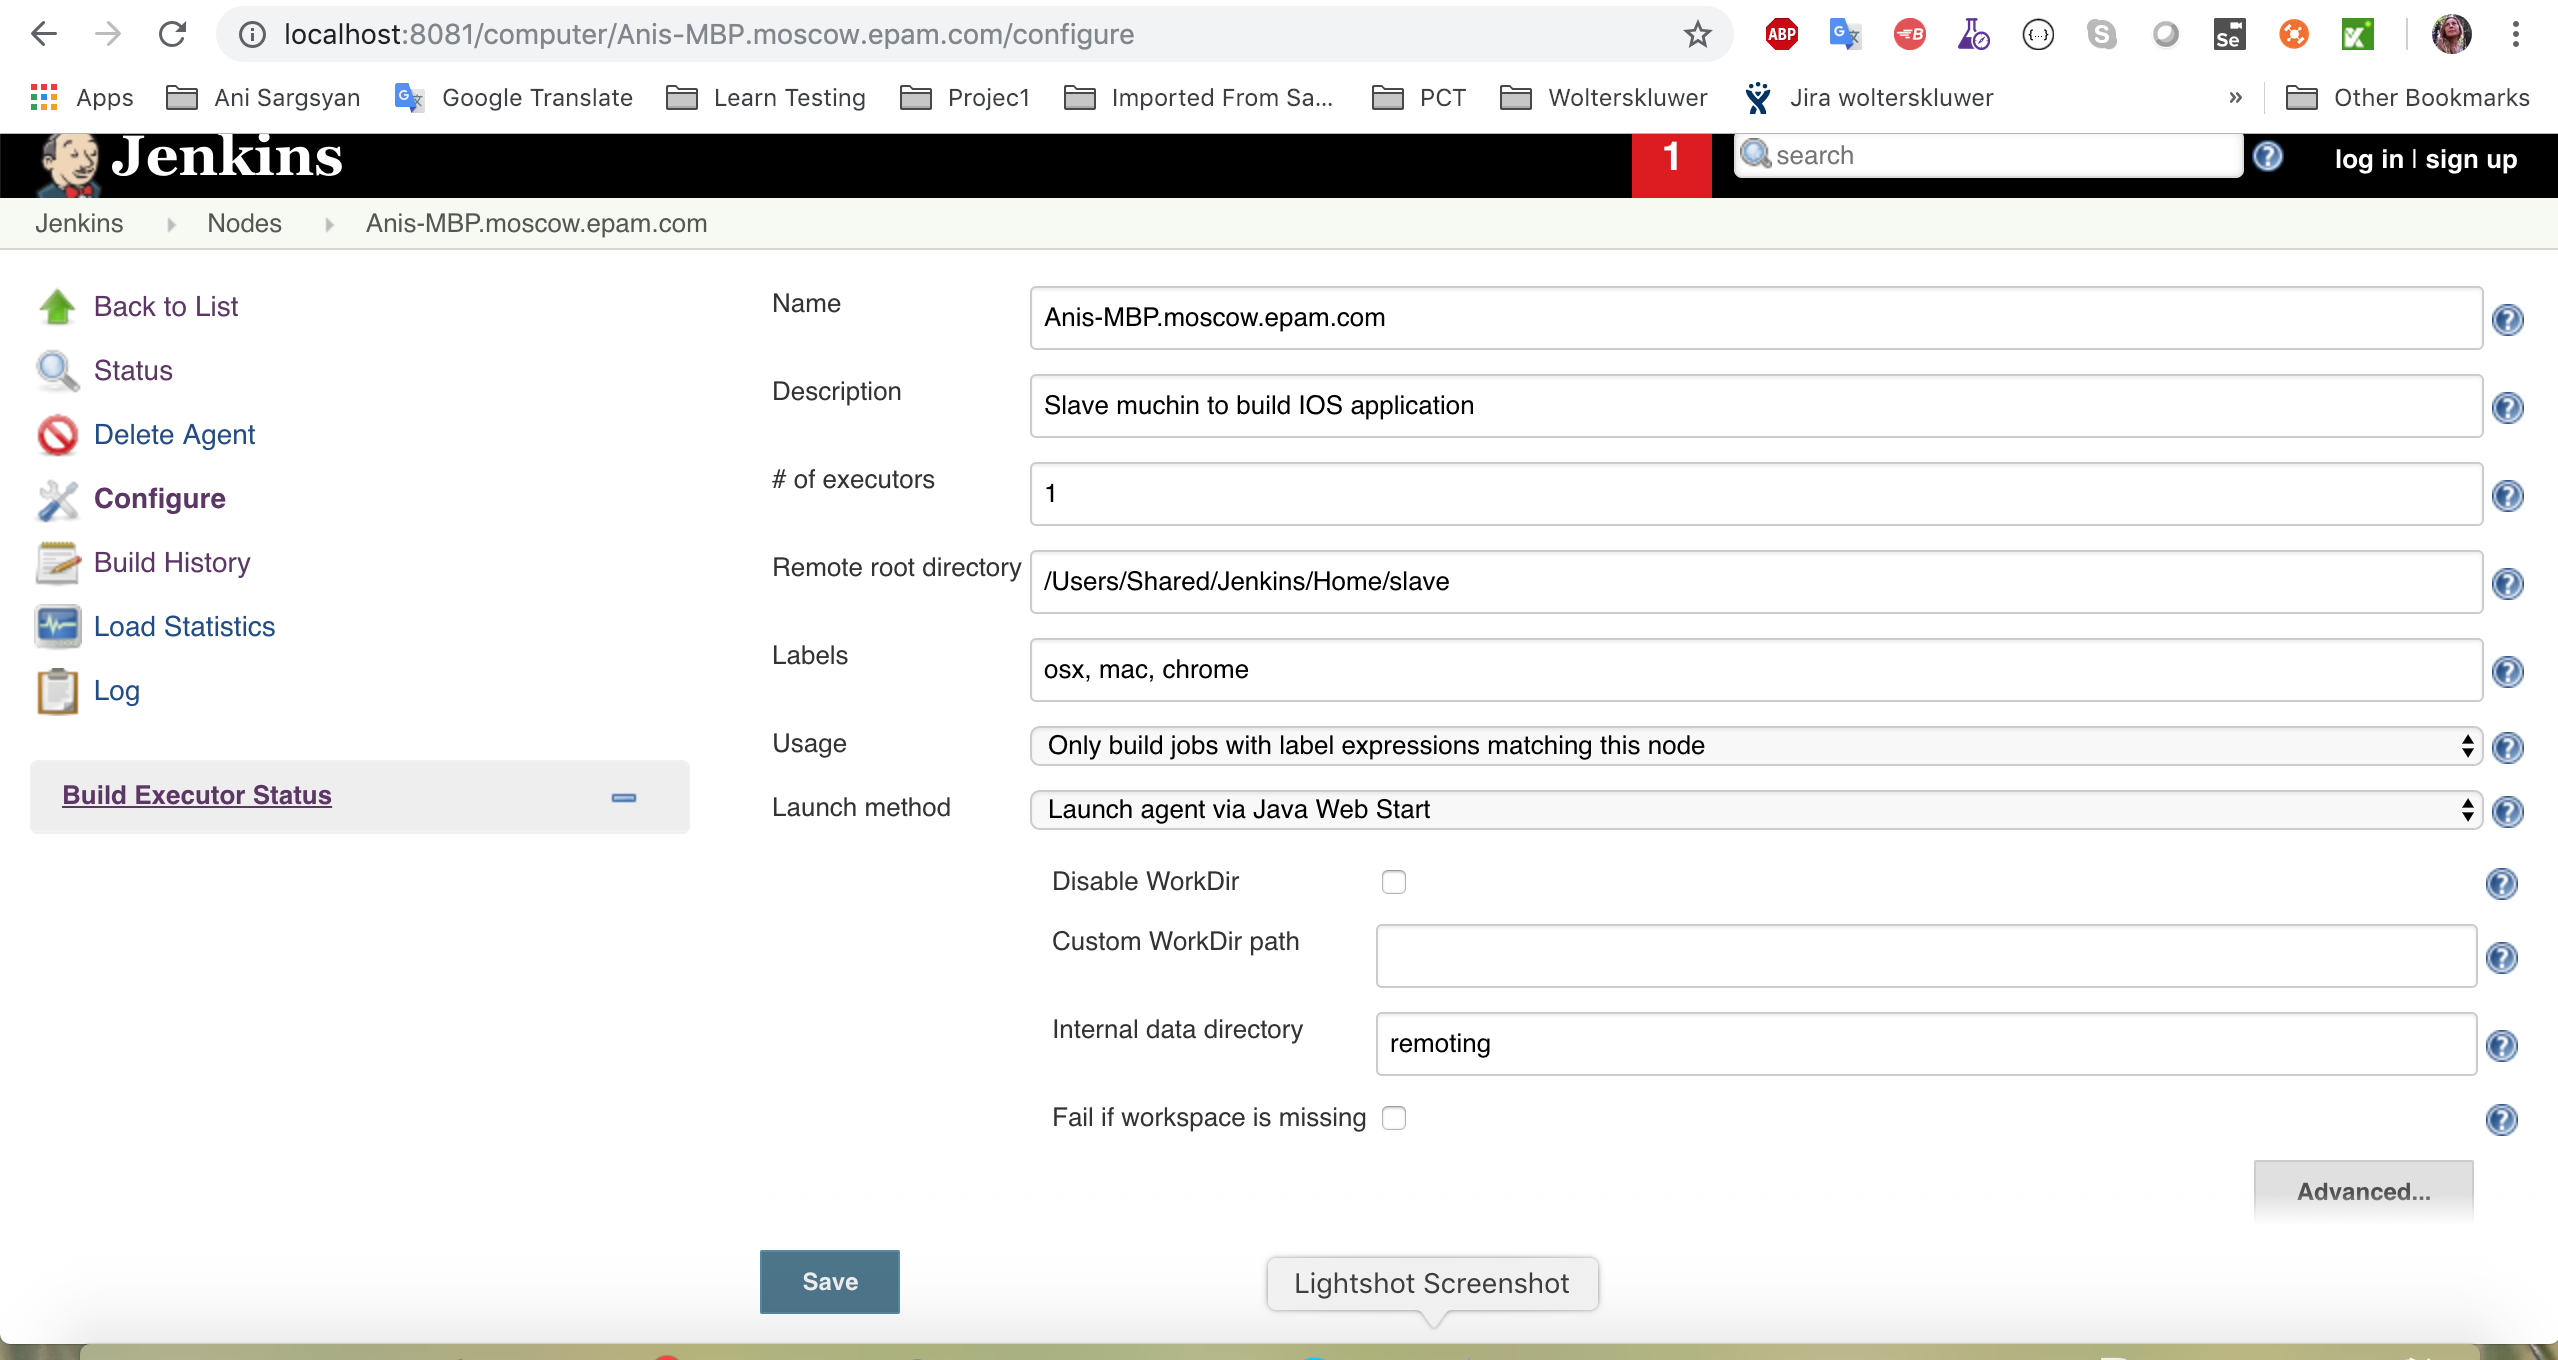 localhost:8081/computer/Anis-MBP.moscow.epam.com/configure
ABP
Se
Apps Ani Sargsyan Google Translate Learn Testing Projec1 Imported From Sa... PCT Wolterskluwer Jira wolterskluwer » Other Bookmarks
Jenkins 1 search log in | sign up
Jenkins Nodes Anis-MBP.moscow.epam.com
Back to List
Status
Delete Agent
Configure
Build History
Load Statistics
Log
Build Executor Status
Name Anis-MBP.moscow.epam.com
Description Slave muchin to build IOS application
# of executors 1
Remote root directory /Users/Shared/Jenkins/Home/slave
Labels osx, mac, chrome
Usage Only build jobs with label expressions matching this node
Launch method Launch agent via Java Web Start
Disable WorkDir
Custom WorkDir path
Internal data directory remoting
Fail if workspace is missing
Advanced...
Save
Lightshot Screenshot